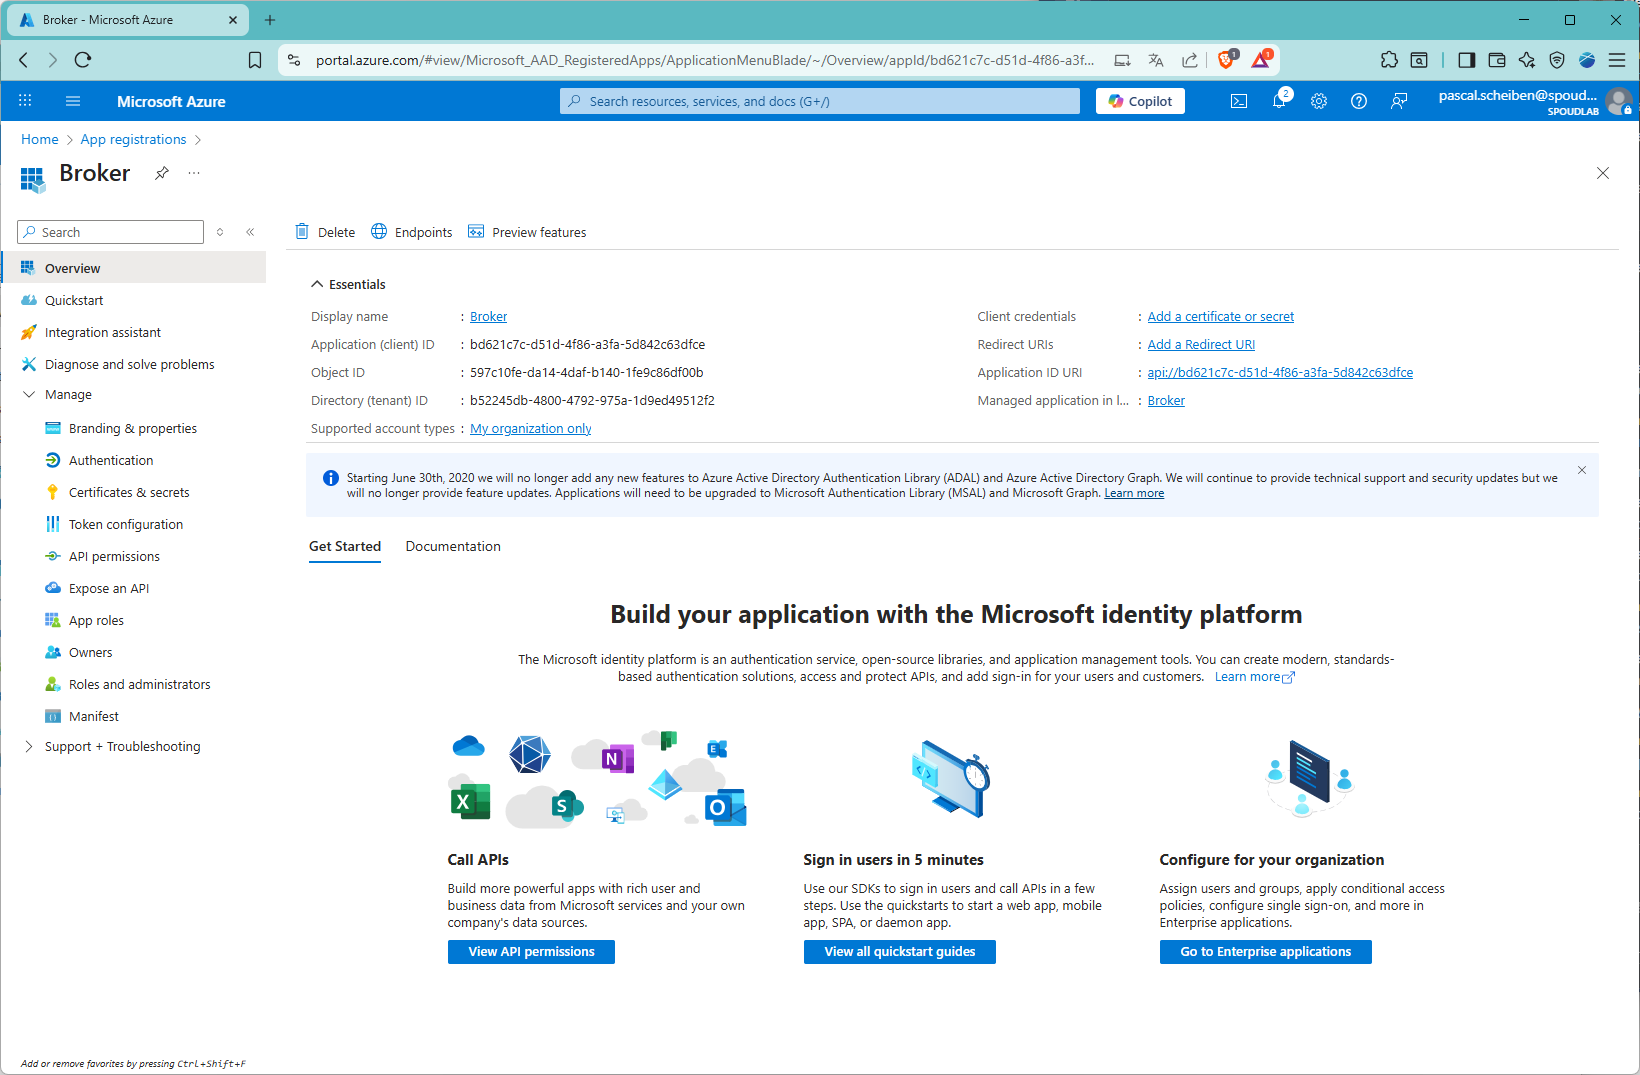 Broker - Microsoft Azure
portal.azure.com/#view/Microsoft_AAD_RegisteredApps/ApplicationMenuBlade/~/Overview/appId/bd621c7c-d51d-4f86-a3f...
1
1
Microsoft Azure
Search resources, services, and docs (G+/)
Copilot
2
pascal.scheiben@spoud...
SPOUDLAB
Home > App registrations >
Broker
Search
Delete
Endpoints
Preview features
Overview
Quickstart
Integration assistant
Diagnose and solve problems
Manage
Branding & properties
Authentication
Certificates & secrets
Token configuration
API permissions
Expose an API
App roles
Owners
Roles and administrators
Manifest
Support + Troubleshooting
Essentials
Display name : Broker
Application (client) ID : bd621c7c-d51d-4f86-a3fa-5d842c63dfce
Object ID : 597c10fe-da14-4daf-b140-1fe9c86df00b
Directory (tenant) ID : b52245db-4800-4792-975a-1d9ed49512f2
Supported account types : My organization only
Client credentials : Add a certificate or secret
Redirect URIs : Add a Redirect URI
Application ID URI : api://bd621c7c-d51d-4f86-a3fa-5d842c63dfce
Managed application in l... : Broker
Starting June 30th, 2020 we will no longer add any new features to Azure Active Directory Authentication Library (ADAL) and Azure Active Directory Graph. We will continue to provide technical support and security updates but we
will no longer provide feature updates. Applications will need to be upgraded to Microsoft Authentication Library (MSAL) and Microsoft Graph. Learn more
Get Started
Documentation
Build your application with the Microsoft identity platform
The Microsoft identity platform is an authentication service, open-source libraries, and application management tools. You can create modern, standards-
based authentication solutions, access and protect APIs, and add sign-in for your users and customers. Learn more
N
E
X
S
O
Call APIs
Build more powerful apps with rich user and
business data from Microsoft services and your own
company's data sources.
View API permissions
Sign in users in 5 minutes
Use our SDKs to sign in users and call APIs in a few
steps. Use the quickstarts to start a web app, mobile
app, SPA, or daemon app.
View all quickstart guides
Configure for your organization
Assign users and groups, apply conditional access
policies, configure single sign-on, and more in
Enterprise applications.
Go to Enterprise applications
Add or remove favorites by pressing Ctrl+Shift+F